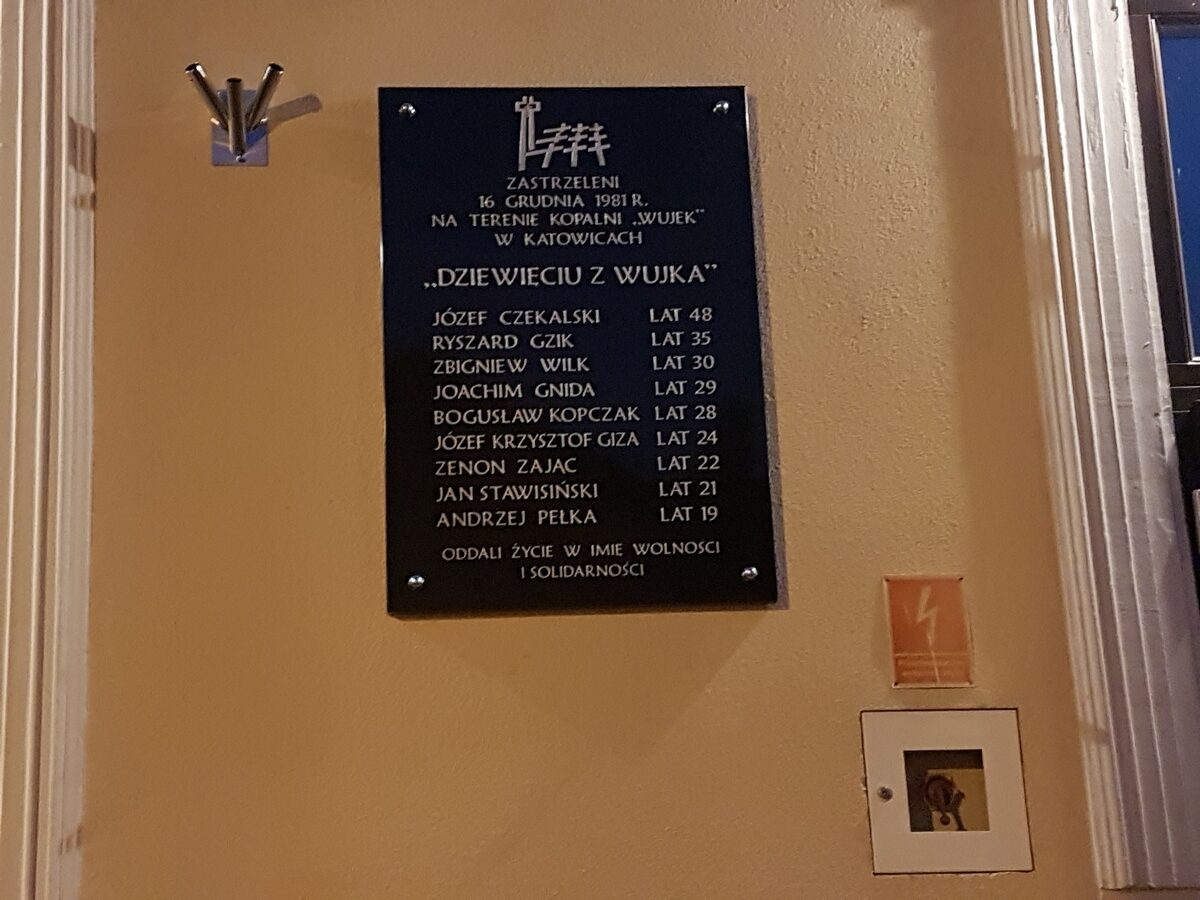 ZASTRZELENI
16 GRUDNIA 1981 R.
NA TERENIE KOPALNI „WUJEK”
W KATOWICACH
„DZIEWIĘCIU Z WUJKA”
JÓZEF CZEKALSKI LAT 48
RYSZARD GZIK LAT 35
ZBIGNIEW WILK LAT 30
JOACHIM GNIDA LAT 29
BOGUSŁAW KOPCZAK LAT 28
JÓZEF KRZYSZTOF GIZA LAT 24
ZENON ZAJĄC LAT 22
JAN STAWISIŃSKI LAT 21
ANDRZEJ PEŁKA LAT 19
ODDALI ŻYCIE W IMIĘ WOLNOŚCI
I SOLIDARNOŚCI